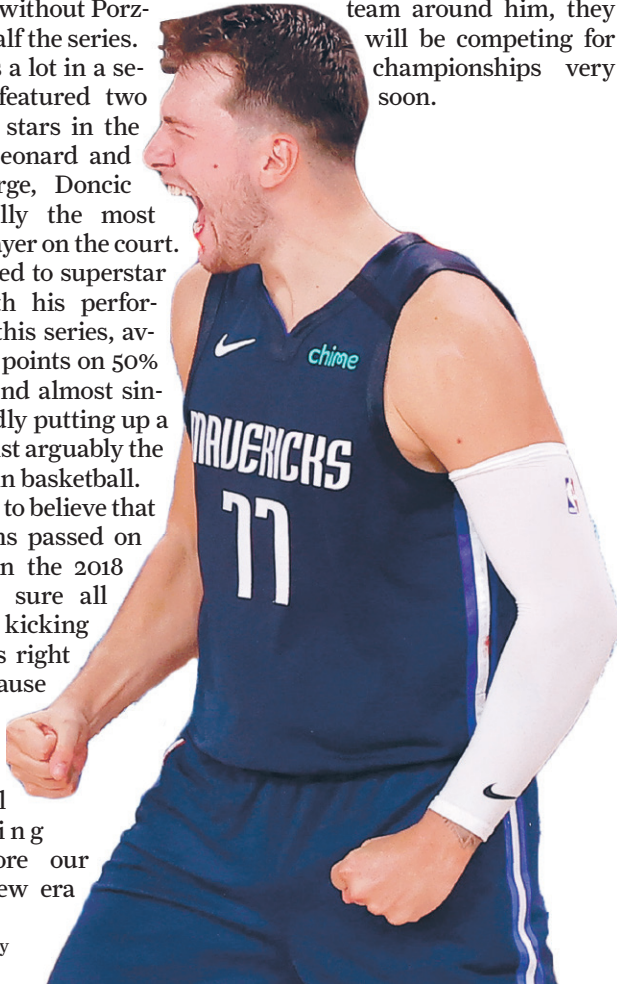 without Porz-
alf the series.
a lot in a se-
featured two
stars in the
eonard and
rge, Doncic
lly the most
yer on the court.
ed to superstar
th his perfor-
this series, av-
points on 50%
nd almost sin-
dly putting up a
st arguably the
n basketball.
to believe that
ns passed on
n the 2018
sure all
kicking
s right
ause
l
ing
ore our
ew era
y
team around him, they
will be competing for
championships very
soon.
chime
MAVERICKS
77